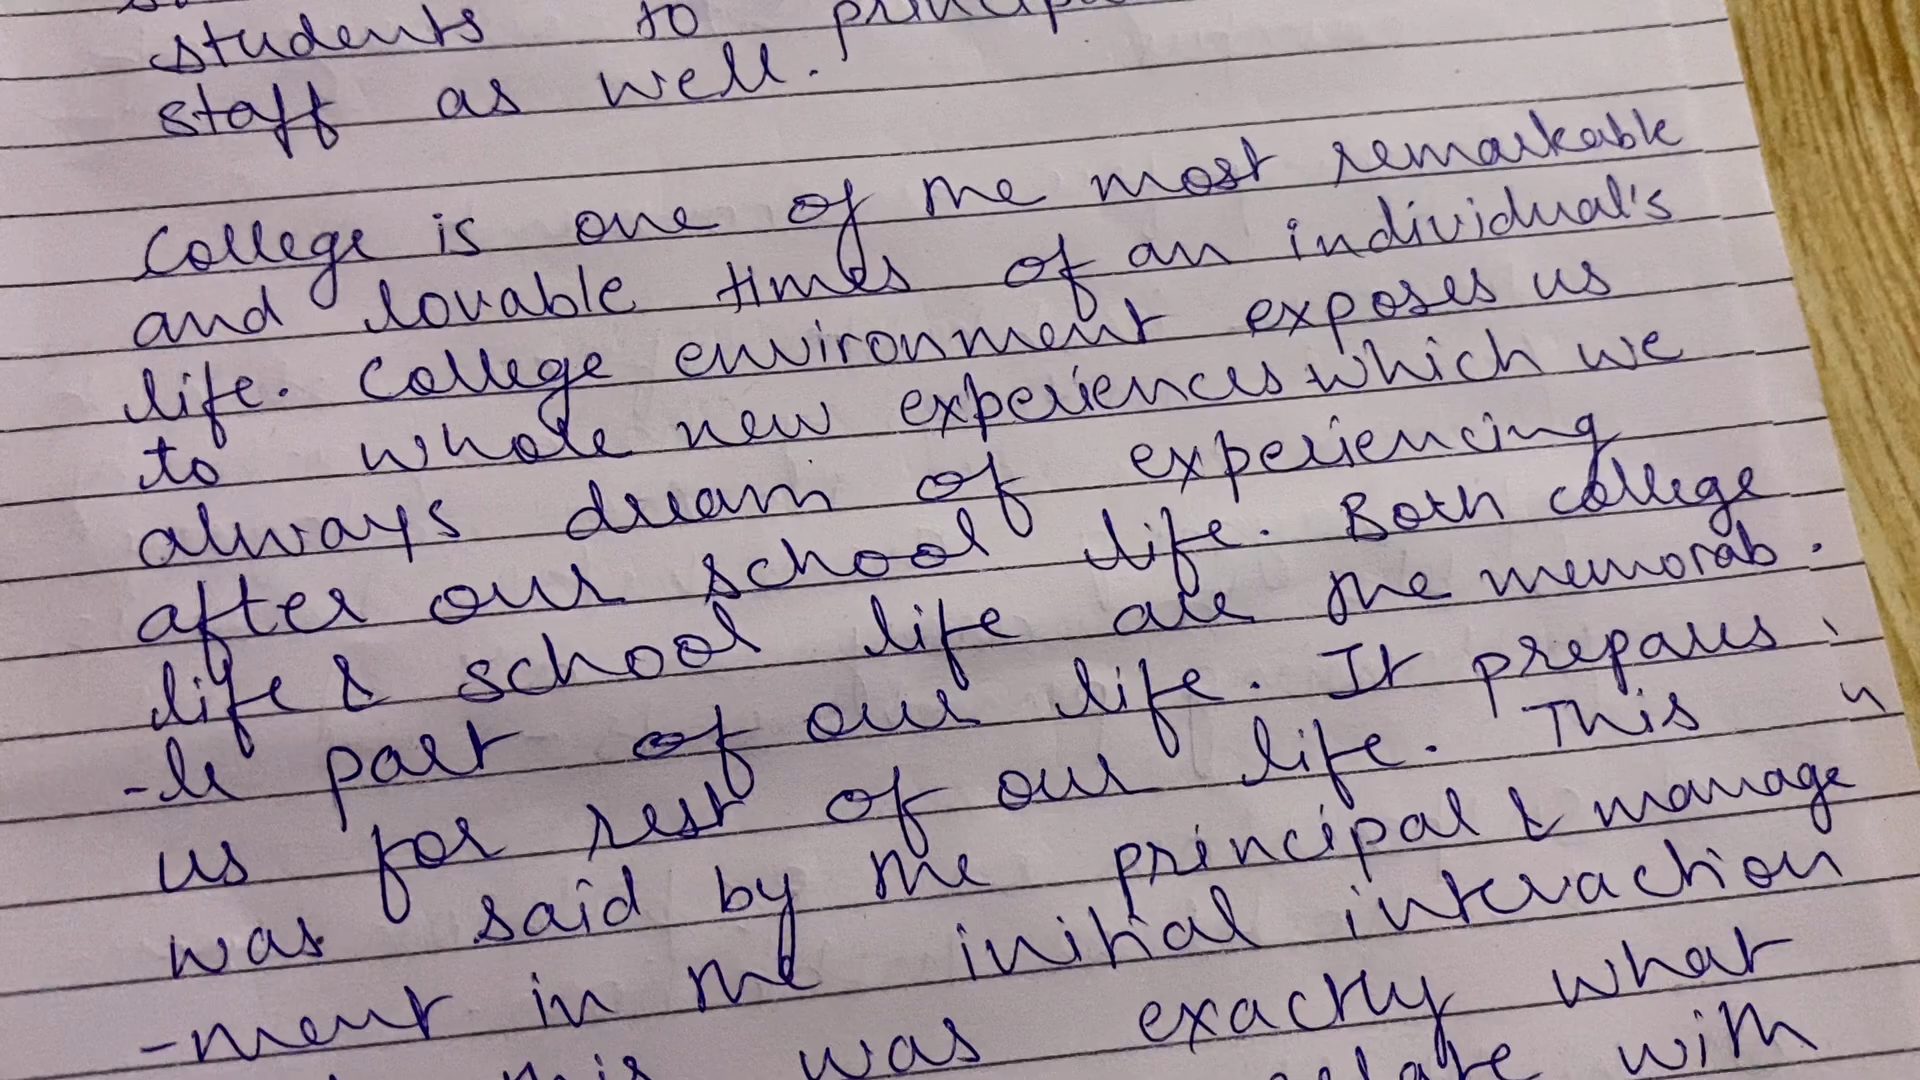 students to
staff as well.
College is one of the most remarkable
and lovable times of an individual's
life. College environment exposes us
to whole new experiences which we
always dream of experiencing
after our school life. Both college
life & school life are the memorab
-le part of our life. It prepares
us for rest of our life. This
was said by the principal & manage
-ment in the initial interaction
was exactly what
with